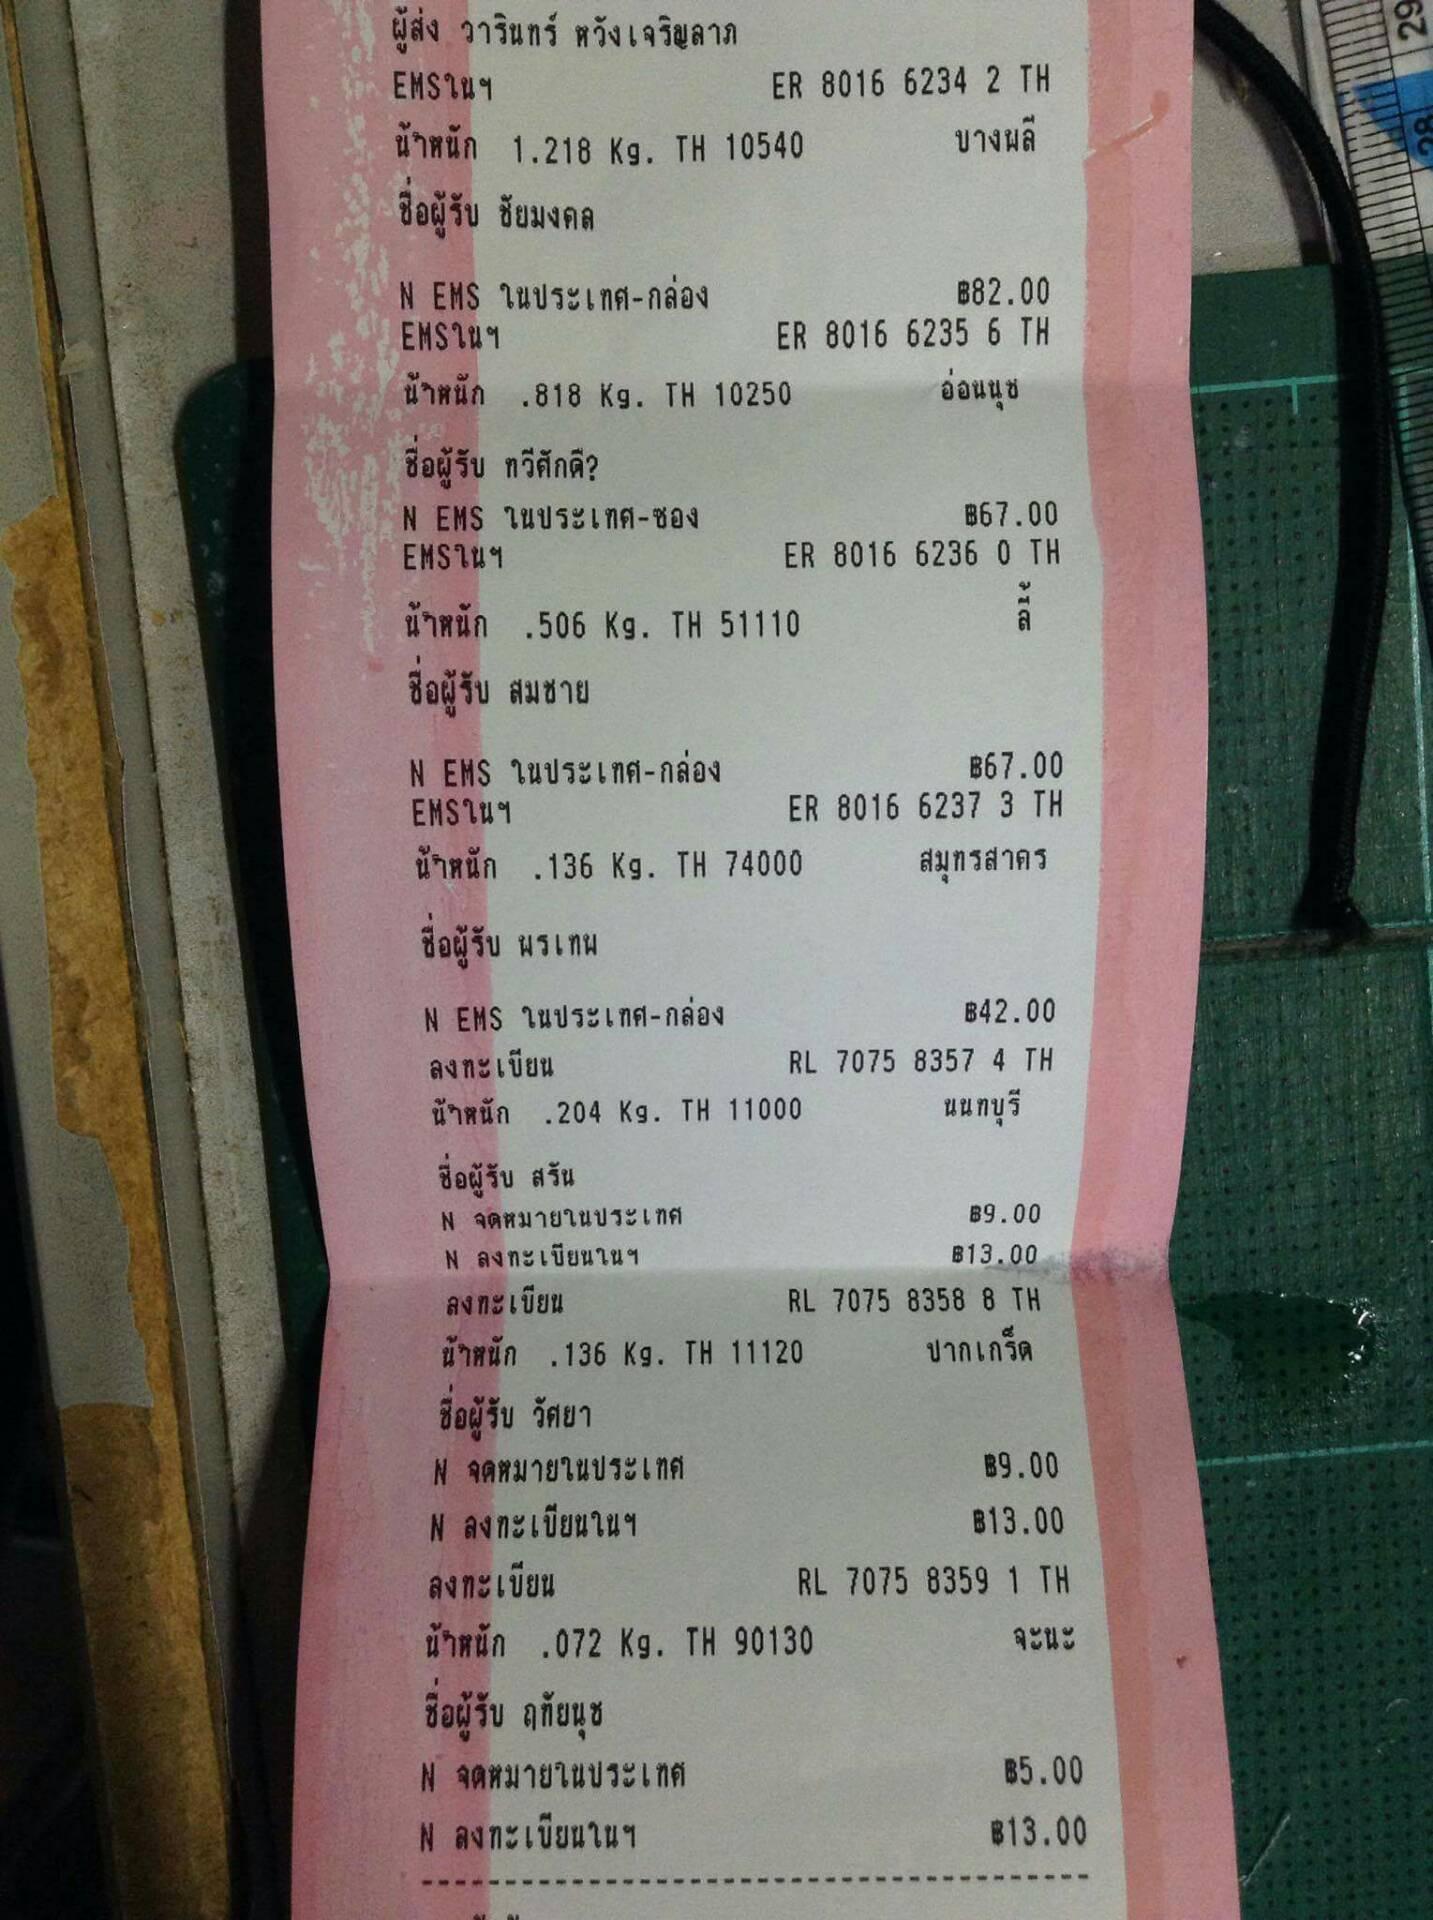 ผู้ส่ง วารินทร์ หวังเจริญลาภ
EMSในฯ ER 8016 6234 2 TH
น้ำหนัก 1.218 Kg. TH 10540 บางพลี
ชื่อผู้รับ ชัยมงคล
N EMS ในประเทศ-กล่อง ฿82.00
EMSในฯ ER 8016 6235 6 TH
น้ำหนัก .818 Kg. TH 10250 อ่อนนุช
ชื่อผู้รับ ทวีศักดิ์?
N EMS ในประเทศ-ซอง ฿67.00
EMSในฯ ER 8016 6236 0 TH
น้ำหนัก .506 Kg. TH 51110 ลี้
ชื่อผู้รับ สมชาย
N EMS ในประเทศ-กล่อง ฿67.00
EMSในฯ ER 8016 6237 3 TH
น้ำหนัก .136 Kg. TH 74000 สมุทรสาคร
ชื่อผู้รับ พรเทพ
N EMS ในประเทศ-กล่อง ฿42.00
ลงทะเบียน RL 7075 8357 4 TH
น้ำหนัก .204 Kg. TH 11000 นนทบุรี
ชื่อผู้รับ สรัน
N จดหมายในประเทศ ฿9.00
N ลงทะเบียนในฯ ฿13.00
ลงทะเบียน RL 7075 8358 8 TH
น้ำหนัก .136 Kg. TH 11120 ปากเกร็ด
ชื่อผู้รับ วัศยา
N จดหมายในประเทศ ฿9.00
N ลงทะเบียนในฯ ฿13.00
ลงทะเบียน RL 7075 8359 1 TH
น้ำหนัก .072 Kg. TH 90130 จะนะ
ชื่อผู้รับ ฤทัยนุช
N จดหมายในประเทศ ฿5.00
N ลงทะเบียนในฯ ฿13.00
29
28